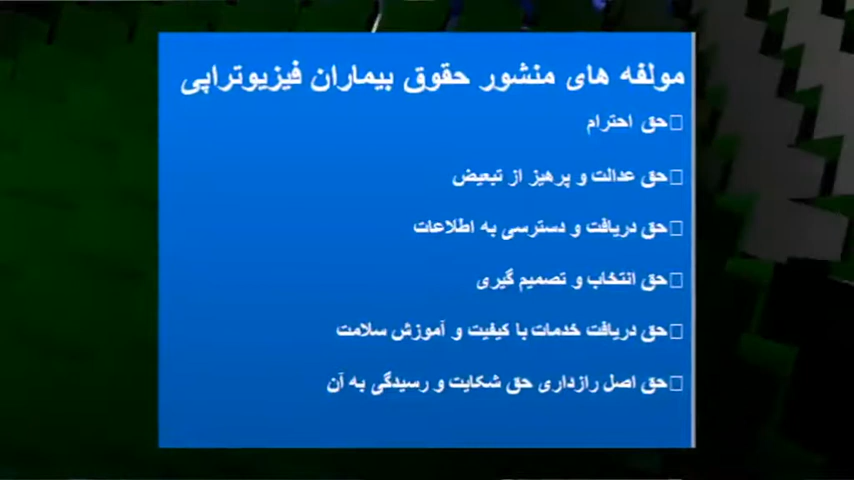 مولفه های منشور حقوق بیماران فیزیوتراپی
□حق احترام
□حق عدالت و پرهیز از تبعیض
□حق دریافت و دسترسی به اطلاعات
□حق انتخاب و تصمیم گیری
□حق دریافت خدمات با کیفیت و آموزش سلامت
□حق اصل رازداری حق شکایت و رسیدگی به آن